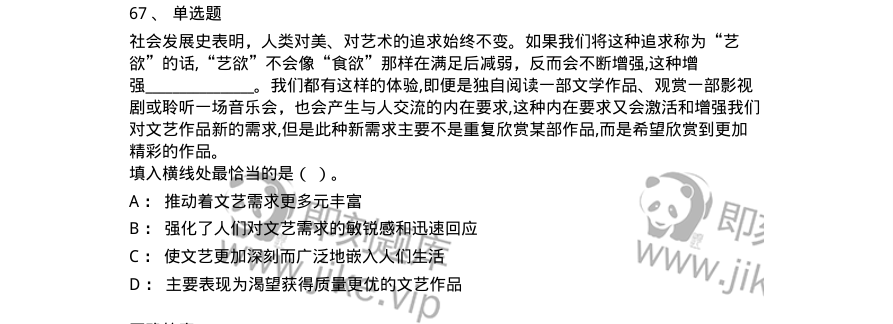 67 、 单选题
社会发展史表明，人类对美、对艺术的追求始终不变。如果我们将这种追求称为“艺
欲”的话,“艺欲”不会像“食欲”那样在满足后减弱，反而会不断增强,这种增
强____________。我们都有这样的体验,即便是独自阅读一部文学作品、观赏一部影视
剧或聆听一场音乐会，也会产生与人交流的内在要求,这种内在要求又会激活和增强我们
对文艺作品新的需求,但是此种新需求主要不是重复欣赏某部作品,而是希望欣赏到更加
精彩的作品。
填入横线处最恰当的是（ ）。
A ： 推动着文艺需求更多元丰富
B ： 强化了人们对文艺需求的敏锐感和迅速回应
C ： 使文艺更加深刻而广泛地嵌入人们生活
D ： 主要表现为渴望获得质量更优的文艺作品
即刻题库
www.jike.vip
即刻
www.jike